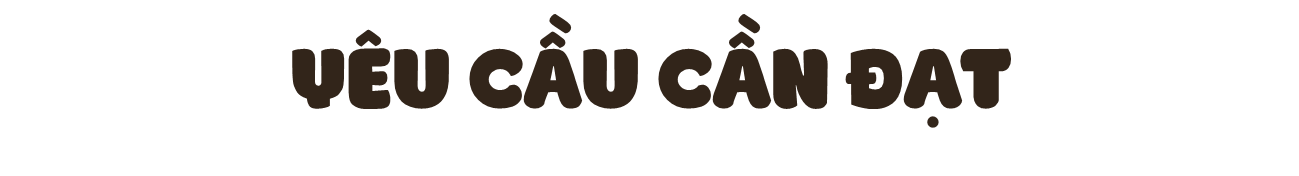 YÊU CẦU CẦN ĐẠT